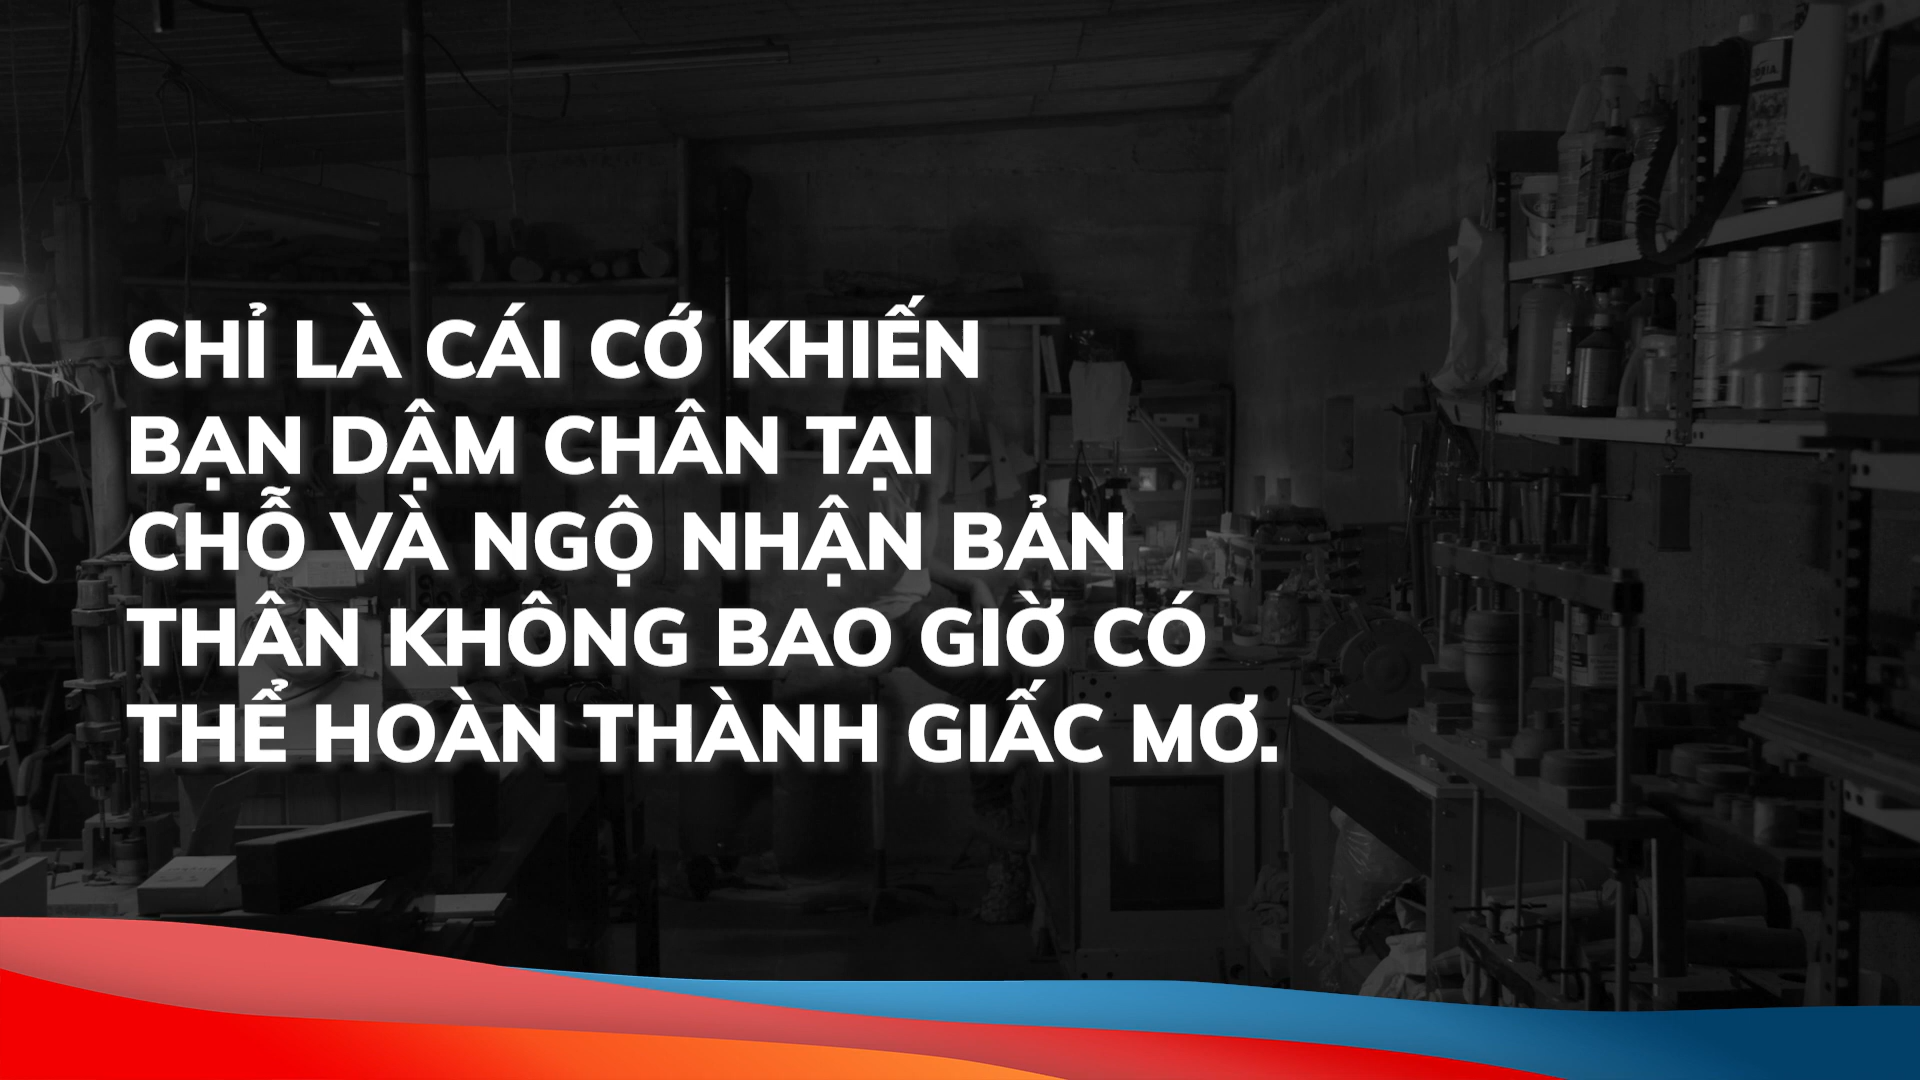 CHỈ LÀ CÁI CỚ KHIẾN
BẠN DẬM CHÂN TẠI
CHỖ VÀ NGỘ NHẬN BẢN
THÂN KHÔNG BAO GIỜ CÓ
THỂ HOÀN THÀNH GIẤC MƠ.